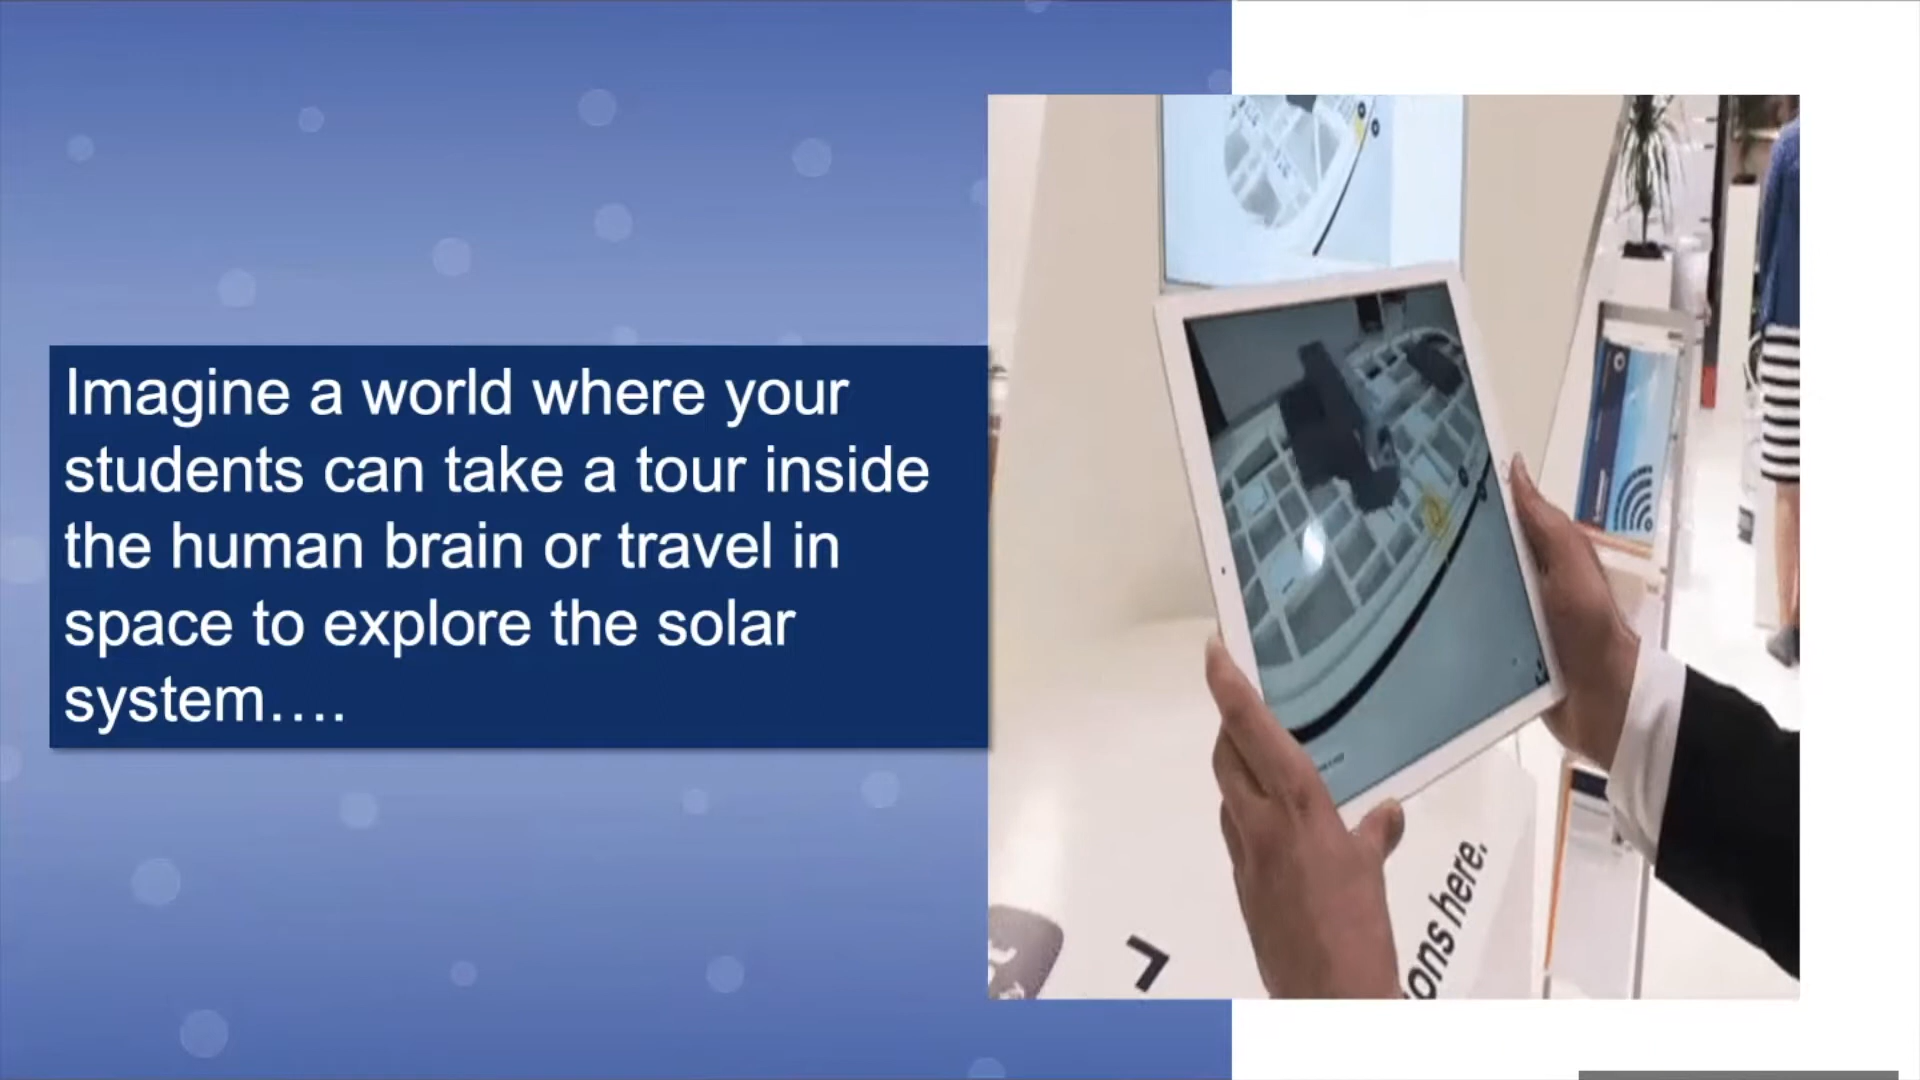 Imagine a world where your
students can take a tour inside
the human brain or travel in
space to explore the solar
system….
ons here.